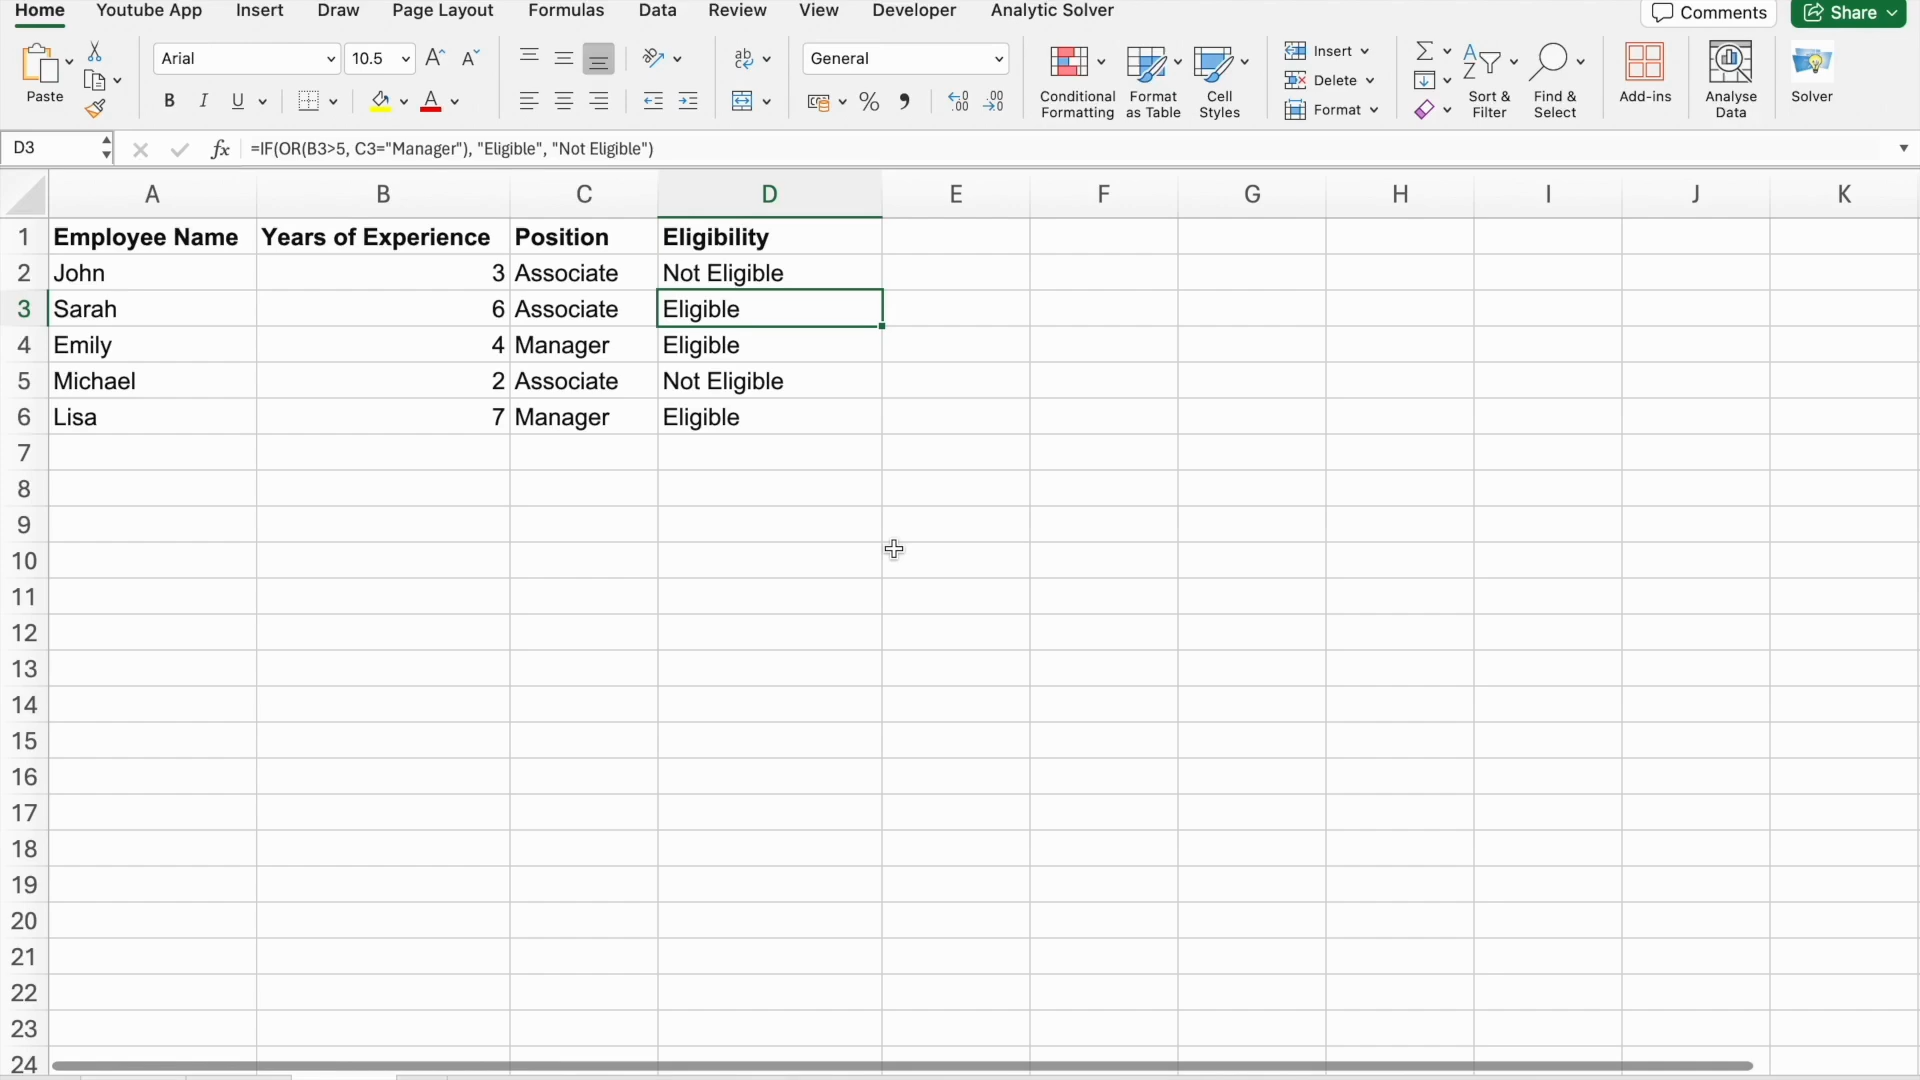 Home Youtube App Insert Draw Page Layout Formulas Data Review View Developer Analytic Solver Comments Share
Paste Arial 10.5 General
B I U
Conditional Formatting
Format as Table
Cell Styles
Insert
Delete
Format
Sort & Filter
Find & Select
Add-ins
Analyse Data
Solver
D3 fx =IF(OR(B3>5, C3="Manager"), "Eligible", "Not Eligible")
A B C D E F G H I J K
1 Employee Name Years of Experience Position Eligibility
2 John 3 Associate Not Eligible
3 Sarah 6 Associate Eligible
4 Emily 4 Manager Eligible
5 Michael 2 Associate Not Eligible
6 Lisa 7 Manager Eligible
7
8
9
10
11
12
13
14
15
16
17
18
19
20
21
22
23
24